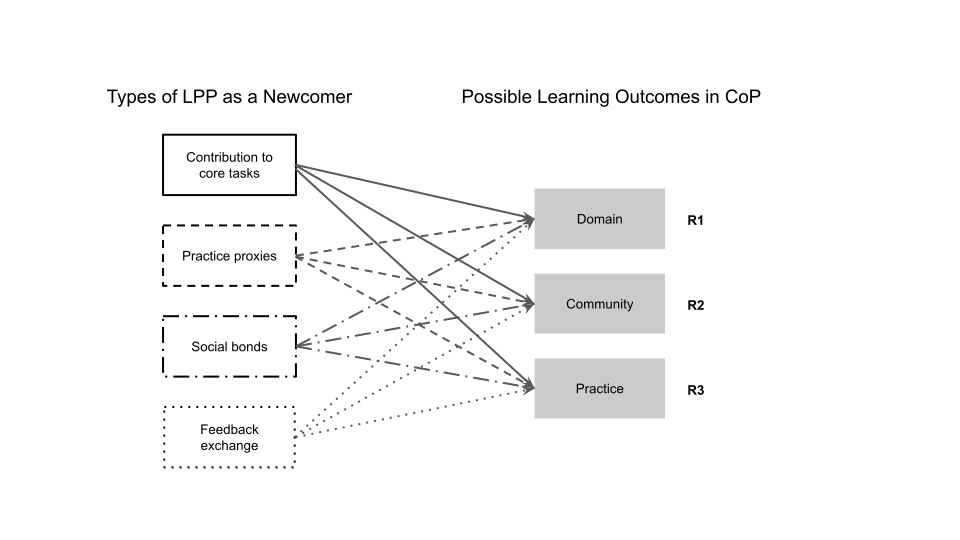 Types of LPP as a Newcomer
Possible Learning Outcomes in CoP
Contribution to
core tasks
Practice proxies
Social bonds
Feedback
exchange
Domain
R1
Community
R2
Practice
R3